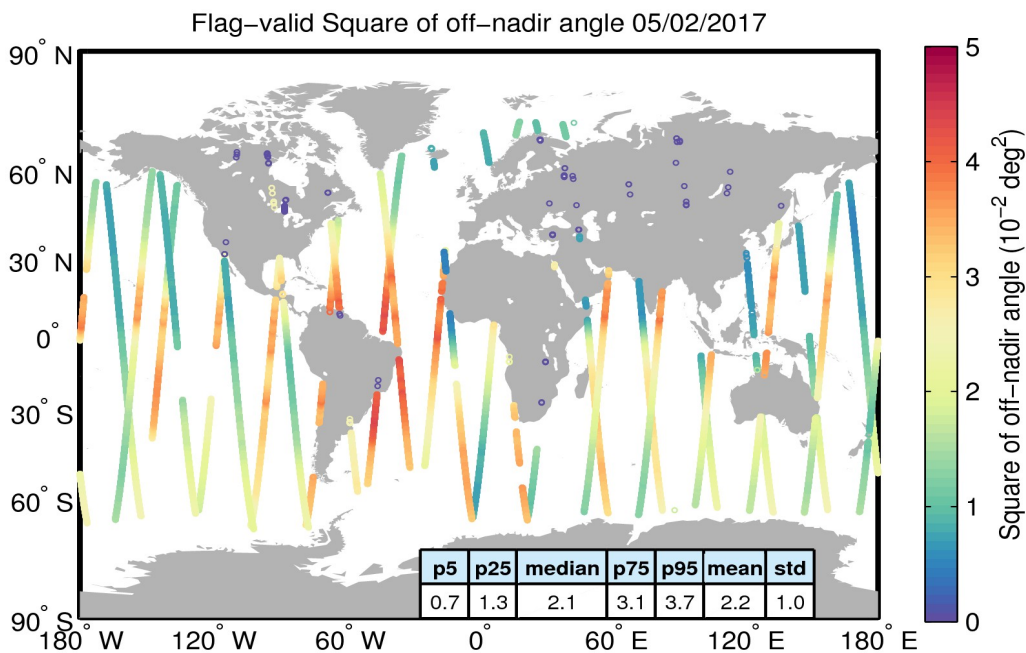 Flag-valid Square of off-nadir angle 05/02/2017
90° N
60° N
30° N
0°
30° S
60° S
90° S
180° W
120° W
60° W
0°
60° E
120° E
180° E
p5 p25 median p75 p95 mean std
0.7 1.3 2.1 3.1 3.7 2.2 1.0
5
4
3
2
1
0
Square of off-nadir angle (10⁻² deg²)